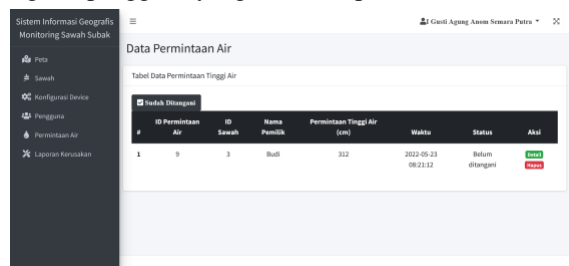 Sistem Informasi Geografis
Monitoring Sawah Subak
I Gusti Agung Anom Semara Putra
Peta
Sawah
Konfigurasi Device
Pengguna
Permintaan Air
Laporan Kerusakan
Data Permintaan Air
Tabel Data Permintaan Tinggi Air
Sudah Ditangani
# ID Permintaan Air ID Sawah Nama Pemilik Permintaan Tinggi Air (cm) Waktu Status Aksi
1 9 3 Budi 312 2022-05-23 08:21:12 Belum ditangani Detail Hapus